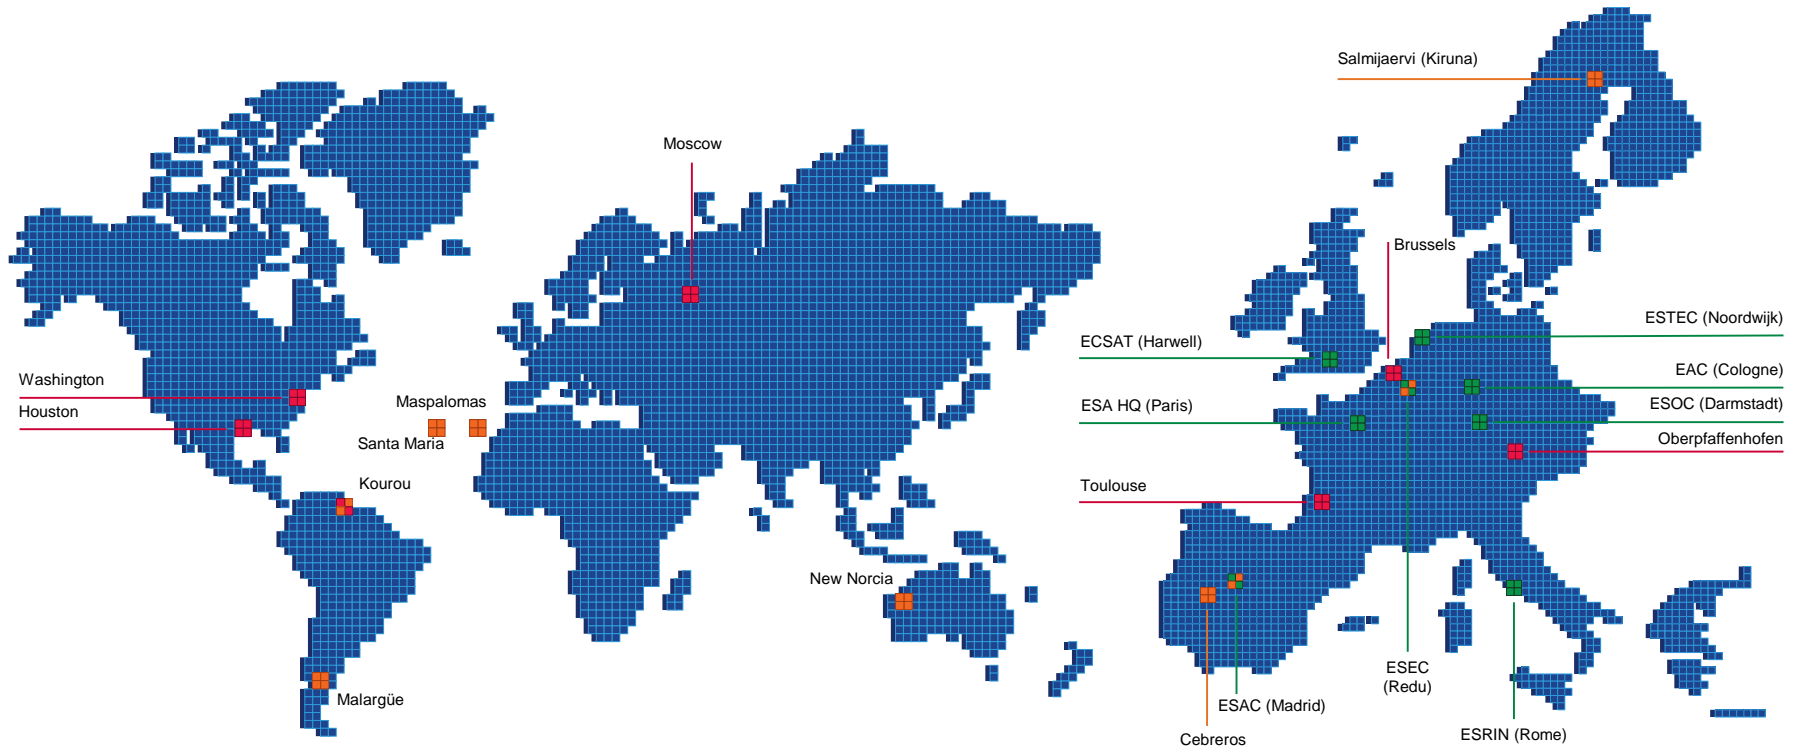 Salmijaervi (Kiruna)
Moscow
Brussels
ESTEC (Noordwijk)
ECSAT (Harwell)
EAC (Cologne)
Washington
Maspalomas
ESA HQ (Paris)
ESOC (Darmstadt)
Houston
Santa Maria
Oberpfaffenhofen
Kourou
Toulouse
New Norcia
ESEC
(Redu)
Malargüe
ESAC (Madrid)
Cebreros
ESRIN (Rome)